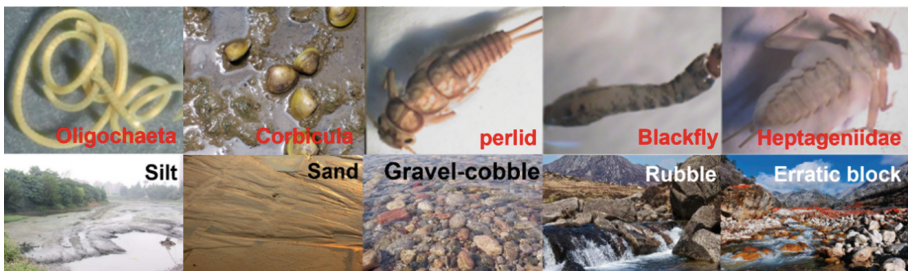 Oligochaeta
Corbicula
perlid
Blackfly
Heptageniidae
Silt
Sand
Gravel-cobble
Rubble
Erratic block